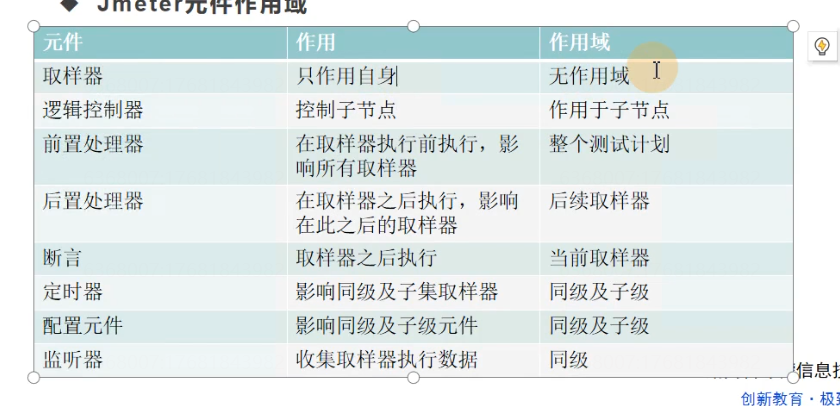 ◆ Jmeter元件作用域
元件 作用 作用域
取样器 只作用自身 无作用域
逻辑控制器 控制子节点 作用于子节点
前置处理器 在取样器执行前执行，影 整个测试计划
响所有取样器
后置处理器 在取样器之后执行，影响 后续取样器
在此之后的取样器
断言 取样器之后执行 当前取样器
定时器 影响同级及子集取样器 同级及子级
配置元件 影响同级及子级元件 同级及子级
监听器 收集取样器执行数据 同级
信息技
创新教育·极